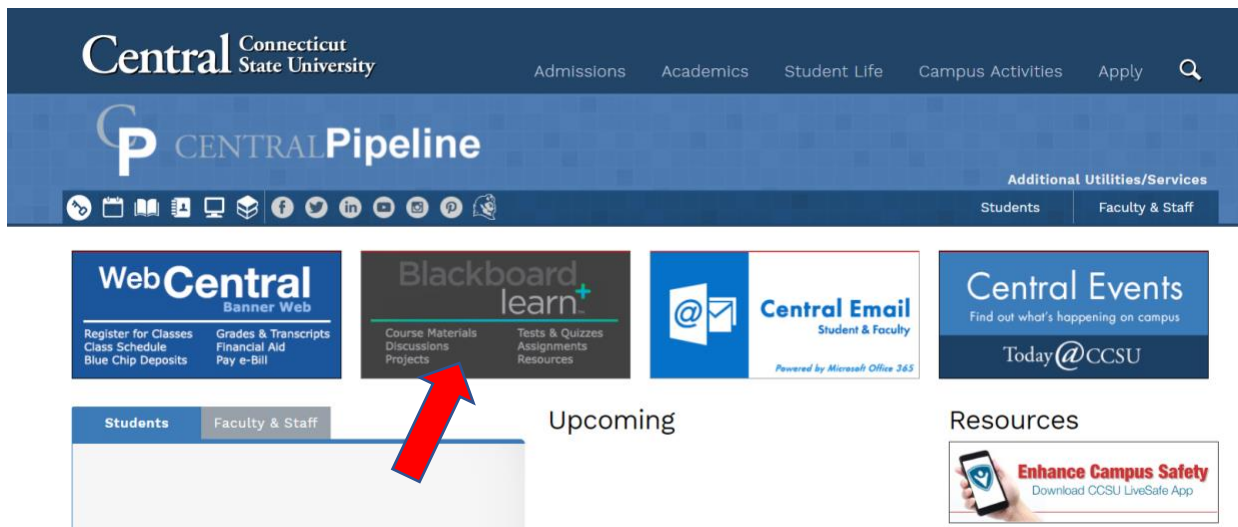 Central Connecticut
State University
Admissions Academics Student Life Campus Activities Apply
CP CENTRALPipeline
Additional Utilities/Services
Students Faculty & Staff
WebCentral
Banner Web
Register for Classes Grades & Transcripts
Class Schedule Financial Aid
Blue Chip Deposits Pay e-Bill
Blackboard
learn+
Course Materials Tests & Quizzes
Discussions Assignments
Projects Resources
Central Email
Student & Faculty
Powered by Microsoft Office 365
Central Events
Find out what's happening on campus
Today@CCSU
Students Faculty & Staff
Upcoming
Resources
Enhance Campus Safety
Download CCSU LiveSafe App